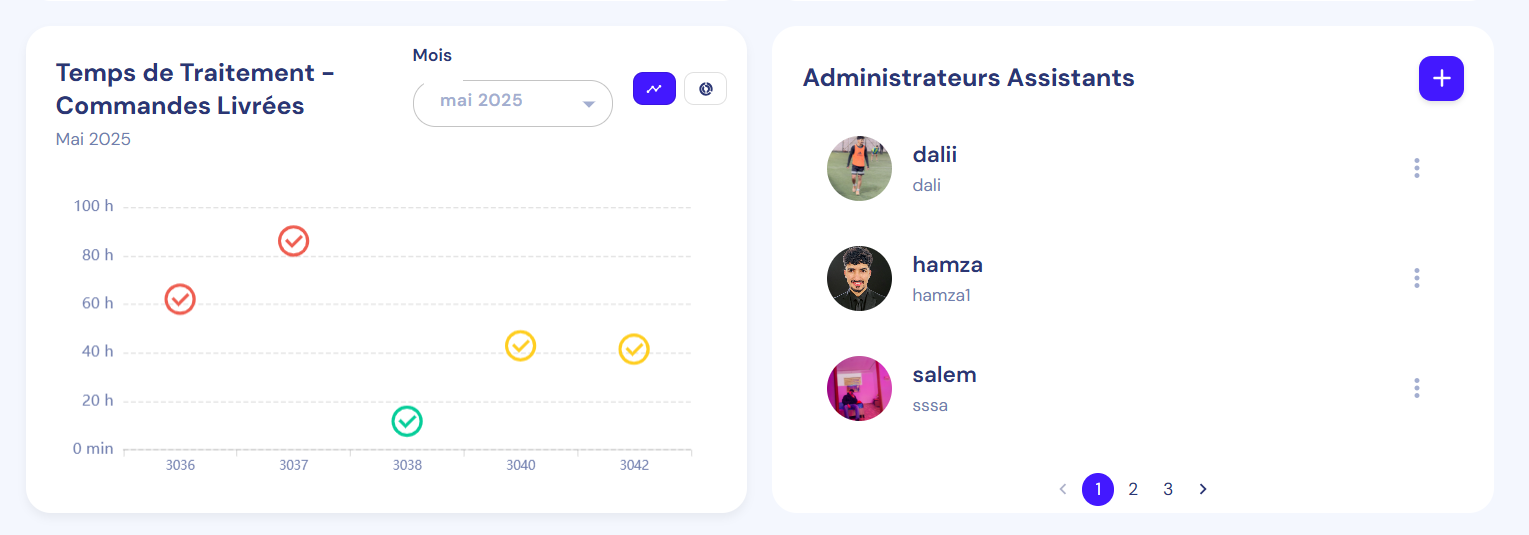 Temps de Traitement -
Commandes Livrées
Mai 2025
Mois
mai 2025
100 h
80 h
60 h
40 h
20 h
0 min
3036
3037
3038
3040
3042
Administrateurs Assistants
+
dalii
dali
hamza
hamza1
salem
sssa
‹ 1 2 3 ›